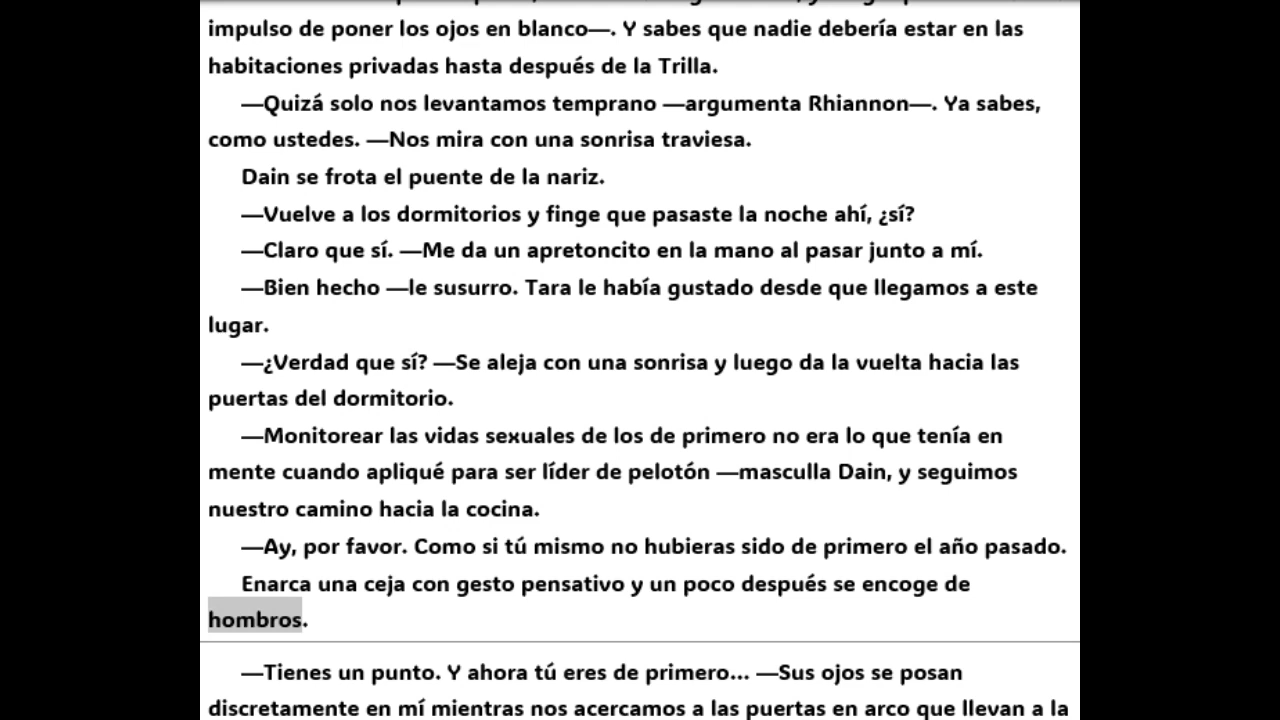 impulso de poner los ojos en blanco—. Y sabes que nadie debería estar en las
habitaciones privadas hasta después de la Trilla.
—Quizá solo nos levantamos temprano —argumenta Rhiannon—. Ya sabes,
como ustedes. —Nos mira con una sonrisa traviesa.
Dain se frota el puente de la nariz.
—Vuelve a los dormitorios y finge que pasaste la noche ahí, ¿sí?
—Claro que sí. —Me da un apretoncito en la mano al pasar junto a mí.
—Bien hecho —le susurro. Tara le había gustado desde que llegamos a este
lugar.
—¿Verdad que sí? —Se aleja con una sonrisa y luego da la vuelta hacia las
puertas del dormitorio.
—Monitorear las vidas sexuales de los de primero no era lo que tenía en
mente cuando apliqué para ser líder de pelotón —masculla Dain, y seguimos
nuestro camino hacia la cocina.
—Ay, por favor. Como si tú mismo no hubieras sido de primero el año pasado.
Enarca una ceja con gesto pensativo y un poco después se encoge de
hombros.
—Tienes un punto. Y ahora tú eres de primero... —Sus ojos se posan
discretamente en mí mientras nos acercamos a las puertas en arco que llevan a la